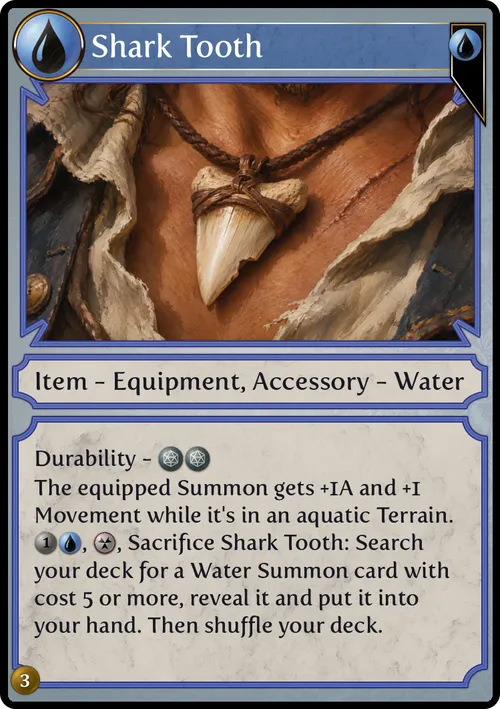 Shark Tooth
Item – Equipment, Accessory – Water
Durability –
The equipped Summon gets +1A and +1
Movement while it's in an aquatic Terrain.
1, , Sacrifice Shark Tooth: Search
your deck for a Water Summon card with
cost 5 or more, reveal it and put it into
your hand. Then shuffle your deck.
3